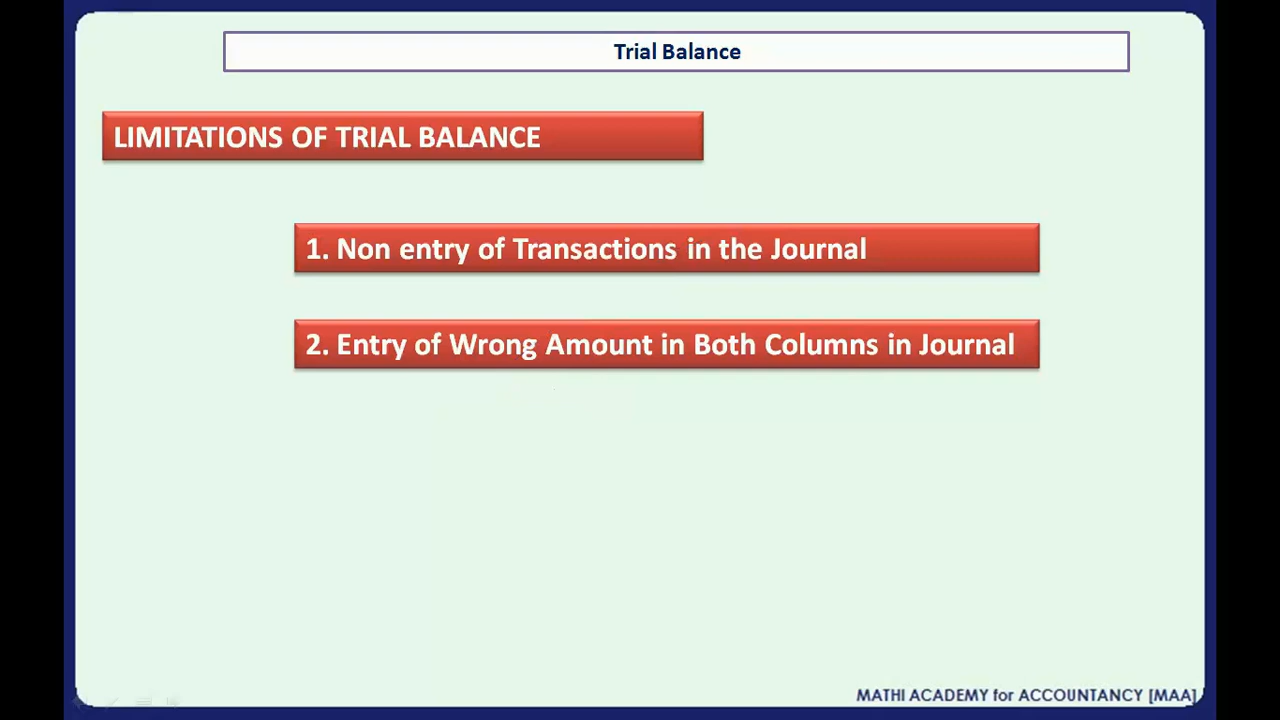 Trial Balance
LIMITATIONS OF TRIAL BALANCE
1. Non entry of Transactions in the Journal
2. Entry of Wrong Amount in Both Columns in Journal
MATHI ACADEMY for ACCOUNTANCY [MAA]